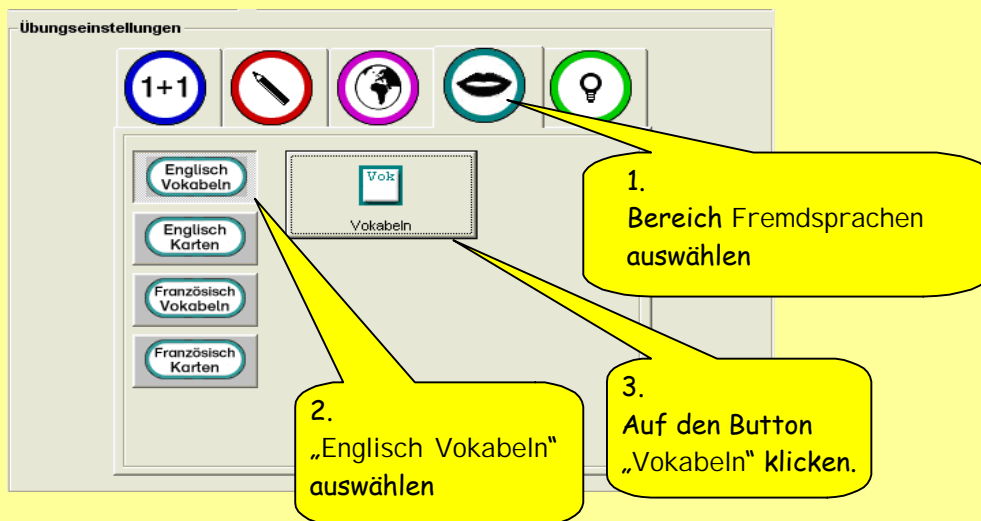 Übungseinstellungen
1+1
Englisch
Vokabeln
Vok
Vokabeln
Englisch
Karten
Französisch
Vokabeln
Französisch
Karten
1.
Bereich Fremdsprachen
auswählen
2.
„Englisch Vokabeln“
auswählen
3.
Auf den Button
„Vokabeln“ klicken.